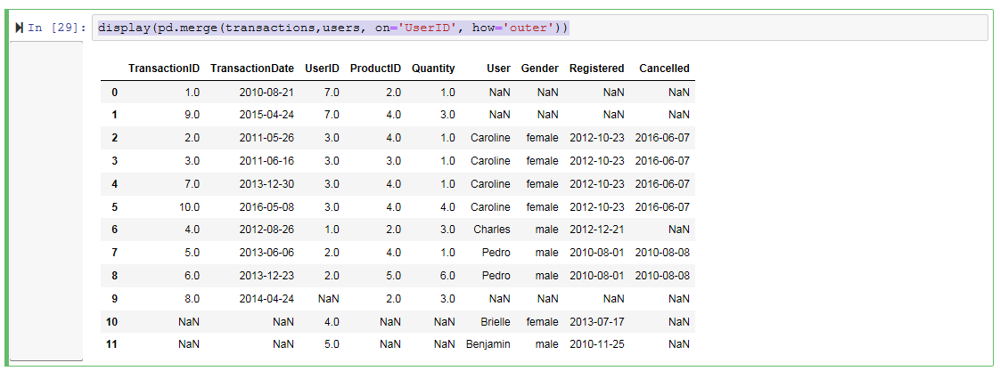 In [29]: display(pd.merge(transactions,users, on='UserID', how='outer'))
TransactionID TransactionDate UserID ProductID Quantity User Gender Registered Cancelled
0 1.0 2010-08-21 7.0 2.0 1.0 NaN NaN NaN NaN
1 9.0 2015-04-24 7.0 4.0 3.0 NaN NaN NaN NaN
2 2.0 2011-05-26 3.0 4.0 1.0 Caroline female 2012-10-23 2016-06-07
3 3.0 2011-06-16 3.0 3.0 1.0 Caroline female 2012-10-23 2016-06-07
4 7.0 2013-12-30 3.0 4.0 1.0 Caroline female 2012-10-23 2016-06-07
5 10.0 2016-05-08 3.0 4.0 4.0 Caroline female 2012-10-23 2016-06-07
6 4.0 2012-08-26 1.0 2.0 3.0 Charles male 2012-12-21 NaN
7 5.0 2013-06-06 2.0 4.0 1.0 Pedro male 2010-08-01 2010-08-08
8 6.0 2013-12-23 2.0 5.0 6.0 Pedro male 2010-08-01 2010-08-08
9 8.0 2014-04-24 NaN 2.0 3.0 NaN NaN NaN NaN
10 NaN NaN 4.0 NaN NaN Brielle female 2013-07-17 NaN
11 NaN NaN 5.0 NaN NaN Benjamin male 2010-11-25 NaN